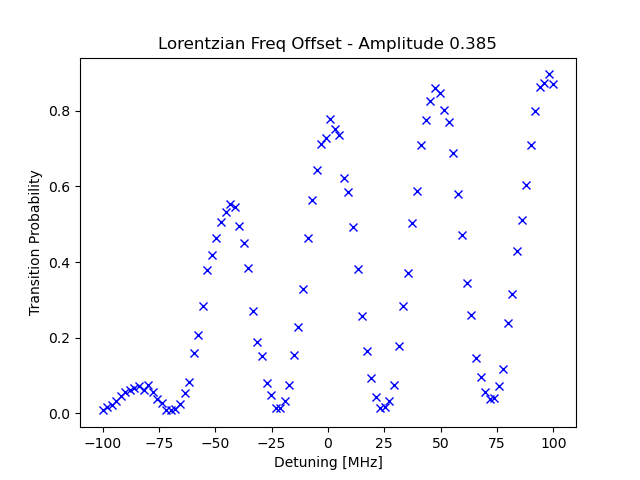 Lorentzian Freq Offset - Amplitude 0.385
Transition Probability
0.8
0.6
0.4
0.2
0.0
−100 −75 −50 −25 0 25 50 75 100
Detuning [MHz]